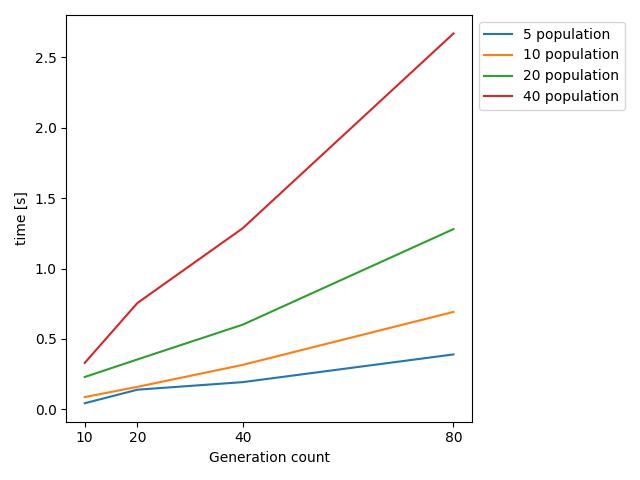 5 population
10 population
20 population
40 population
2.5
2.0
1.5
1.0
0.5
0.0
time [s]
10 20 40 80
Generation count